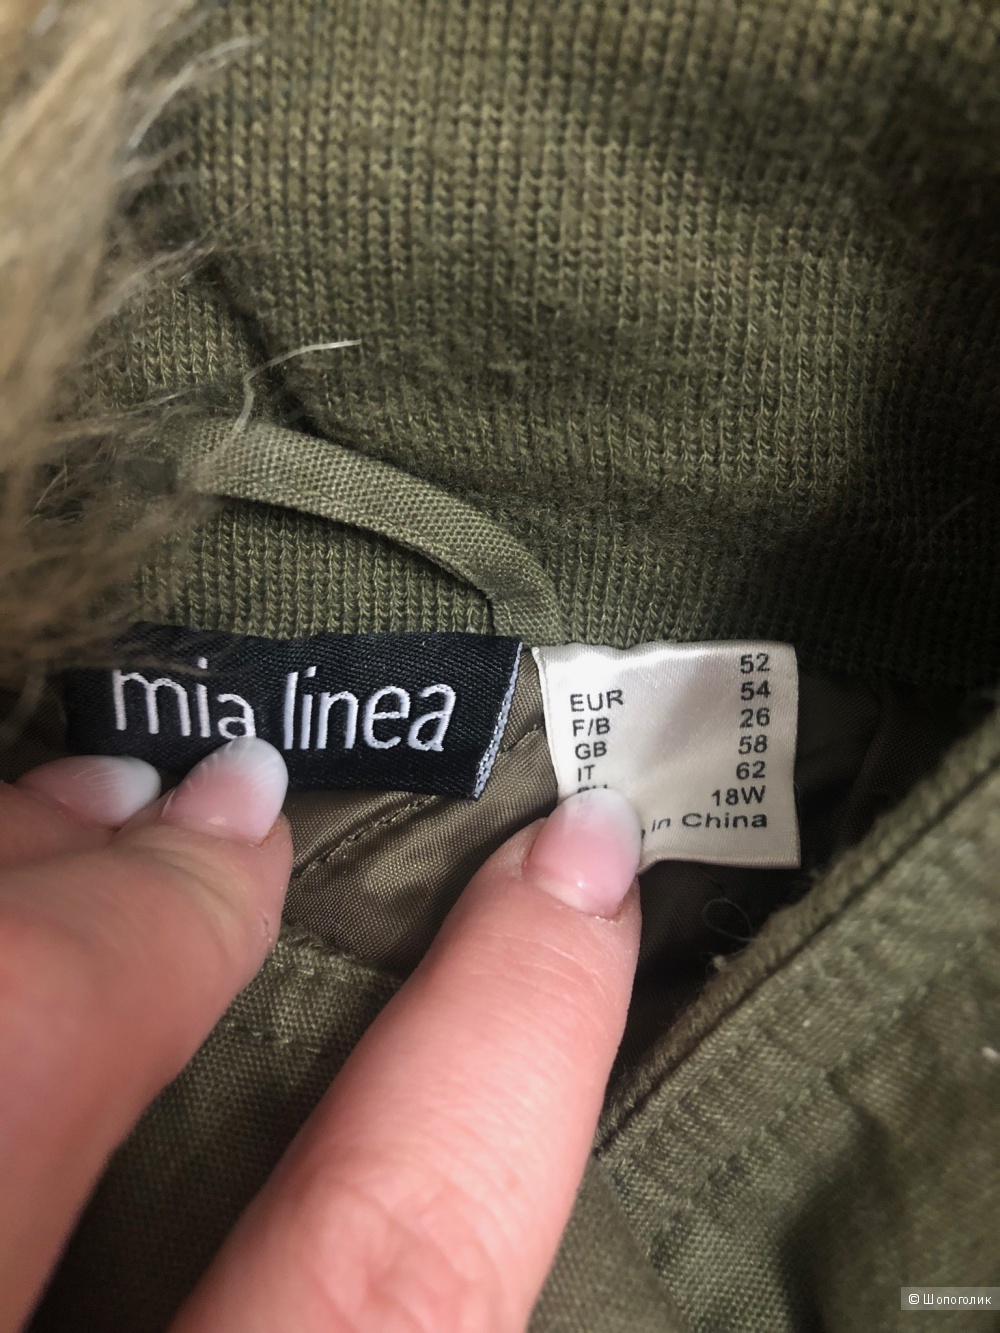 mia linea
EUR 52
F/B 54
GB 26
IT 58
62
18W
in China
© Шопоголик